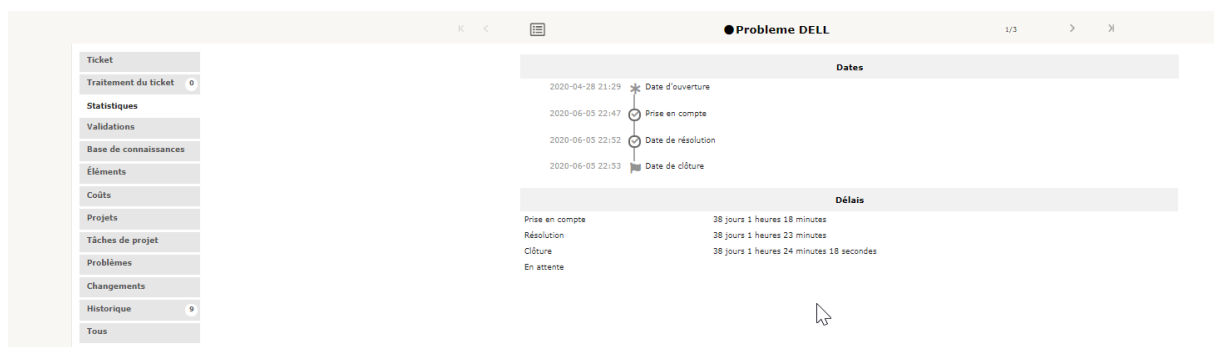 Probleme DELL
1/3
Ticket
Traitement du ticket 0
Statistiques
Validations
Base de connaissances
Éléments
Coûts
Projets
Tâches de projet
Problèmes
Changements
Historique 9
Tous
Dates
2020-04-28 21:29 Date d'ouverture
2020-06-05 22:47 Prise en compte
2020-06-05 22:52 Date de résolution
2020-06-05 22:53 Date de clôture
Délais
Prise en compte 38 jours 1 heures 18 minutes
Résolution 38 jours 1 heures 23 minutes
Clôture 38 jours 1 heures 24 minutes 18 secondes
En attente